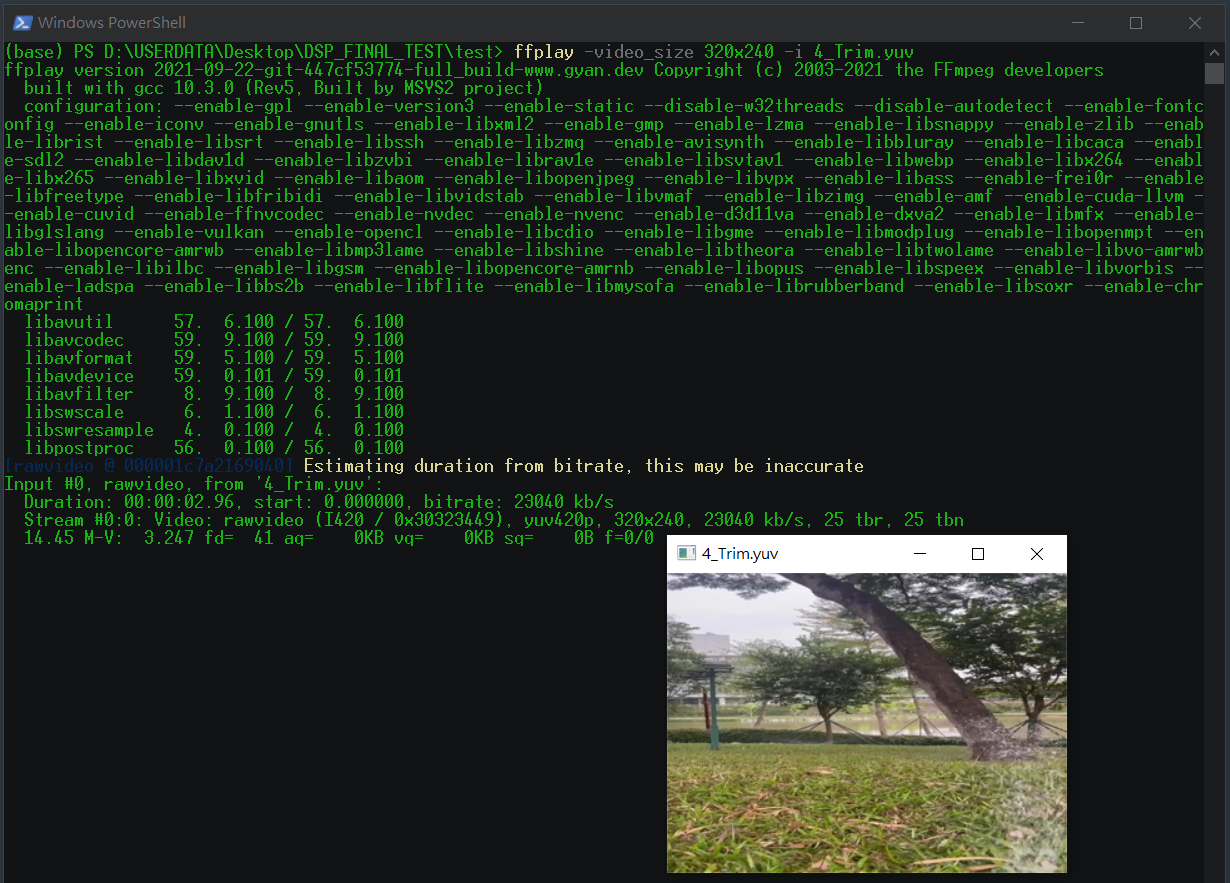 Windows PowerShell
(base) PS D:\USERDATA\Desktop\DSP_FINAL_TEST\test> ffplay -video_size 320x240 -i 4_Trim.yuv
ffplay version 2021-09-22-git-447cf53774-full_build-www.gyan.dev Copyright (c) 2003-2021 the FFmpeg developers
built with gcc 10.3.0 (Rev5, Built by MSYS2 project)
configuration: --enable-gpl --enable-version3 --enable-static --disable-w32threads --disable-autodetect --enable-fontc
onfig --enable-iconv --enable-gnutls --enable-libxml2 --enable-gmp --enable-lzma --enable-libsnappy --enable-zlib --enab
le-librist --enable-libsrt --enable-libssh --enable-libzmq --enable-avisynth --enable-libbluray --enable-libcaca --enabl
e-sdl2 --enable-libdav1d --enable-libzvbi --enable-librav1e --enable-libsvtav1 --enable-libwebp --enable-libx264 --enabl
e-libx265 --enable-libxvid --enable-libaom --enable-libopenjpeg --enable-libvpx --enable-libass --enable-frei0r --enable
-libfreetype --enable-libfribidi --enable-libvidstab --enable-libvmaf --enable-libzimg --enable-amf --enable-cuda-llvm -
-enable-cuvid --enable-ffnvcodec --enable-nvdec --enable-nvenc --enable-d3d11va --enable-dxva2 --enable-libmfx --enable-
libglslang --enable-vulkan --enable-opencl --enable-libcdio --enable-libgme --enable-libmodplug --enable-libopenmpt --en
able-libopencore-amrwb --enable-libmp3lame --enable-libshine --enable-libtheora --enable-libtwolame --enable-libvo-amrwb
enc --enable-libilbc --enable-libgsm --enable-libopencore-amrnb --enable-libopus --enable-libspeex --enable-libvorbis --
enable-ladspa --enable-libbs2b --enable-libflite --enable-libmysofa --enable-librubberband --enable-libsoxr --enable-chr
omaprint
libavutil 57. 6.100 / 57. 6.100
libavcodec 59. 9.100 / 59. 9.100
libavformat 59. 5.100 / 59. 5.100
libavdevice 59. 0.101 / 59. 0.101
libavfilter 8. 9.100 / 8. 9.100
libswscale 6. 1.100 / 6. 1.100
libswresample 4. 0.100 / 4. 0.100
libpostproc 56. 0.100 / 56. 0.100
[rawvideo @ 000001c7a2169040] Estimating duration from bitrate, this may be inaccurate
Input #0, rawvideo, from '4_Trim.yuv':
Duration: 00:00:02.96, start: 0.000000, bitrate: 23040 kb/s
Stream #0:0: Video: rawvideo (I420 / 0x30323449), yuv420p, 320x240, 23040 kb/s, 25 tbr, 25 tbn
14.45 M-V: 3.247 fd= 41 aq= 0KB vq= 0KB sq= 0B f=0/0
4_Trim.yuv